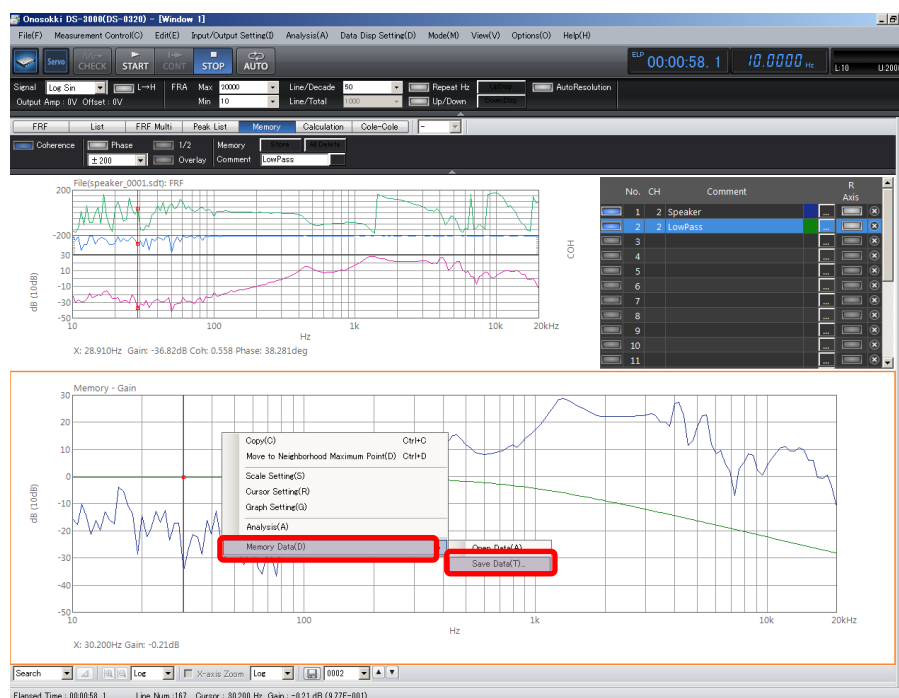 Onosokki DS-3000(DS-0320) - [Window 1]
File(F) Measurement Control(C) Edit(E) Input/Output Setting(I) Analysis(A) Data Disp Setting(D) Mode(M) View(V) Options(O) Help(H)
Servo CHECK START CONT STOP AUTO
ELP 00:00:58. 1 10.0000 Hz L:10 U:200
Signal Log Sin L→H FRA Max 20000 Line/Decade 50 Repeat Hz Up/Down AutoResolution
Output Amp : 0V Offset : 0V Min 10 Line/Total 1000 Up/Down
FRF List FRF Multi Peak List Memory Calculation Cole-Cole -
Coherence Phase 1/2 Memory Store All Delete
± 200 Overlay Comment LowPass
File(speaker_0001.sdt): FRF
200
-200
30
10
-10
-30
-50
dB (10dB)
COH
10 100 1k 10k 20kHz
Hz
X: 28.910Hz Gain: -36.82dB Coh: 0.558 Phase: 38.281deg
No. CH Comment R Axis
1 2 Speaker ...
2 2 LowPass ...
3 ...
4 ...
5 ...
6 ...
7 ...
8 ...
9 ...
10 ...
11 ...
Memory - Gain
30
20
10
0
-10
-20
-30
-40
-50
dB (10dB)
Copy(C) Ctrl+C
Move to Neighborhood Maximum Point(D) Ctrl+D
Scale Setting(S)
Cursor Setting(R)
Graph Setting(G)
Analysis(A)
Memory Data(D)
Open Data(A)...
Save Data(T)...
10 100 1k 10k 20kHz
Hz
X: 30.200Hz Gain: -0.21dB
Search Log X-axis Zoom Log 0002
Elapsed Time : 00:00:58. 1 Line Num :167 Cursor : 30.200 Hz Gain : -0.21 dB (9.77E-001)